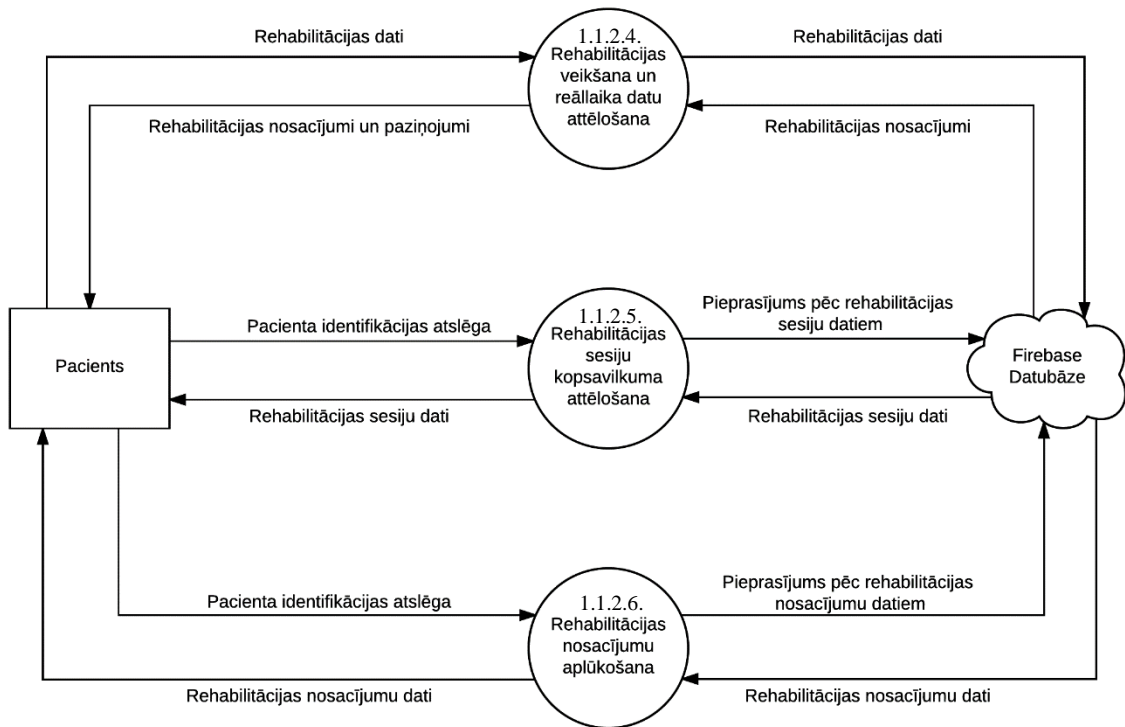 Rehabilitācijas dati
1.1.2.4.
Rehabilitācijas
veikšana un
reāllaika datu
attēlošana
Rehabilitācijas dati
Rehabilitācijas nosacījumi un paziņojumi
Rehabilitācijas nosacījumi
Pacients
Pacienta identifikācijas atslēga
1.1.2.5.
Rehabilitācijas
sesiju
kopsavilkuma
attēlošana
Pieprasījums pēc rehabilitācijas
sesiju datiem
Firebase
Datubāze
Rehabilitācijas sesiju dati
Rehabilitācijas sesiju dati
Pacienta identifikācijas atslēga
1.1.2.6.
Rehabilitācijas
nosacījumu
aplūkošana
Pieprasījums pēc rehabilitācijas
nosacījumu datiem
Rehabilitācijas nosacījumu dati
Rehabilitācijas nosacījumu dati